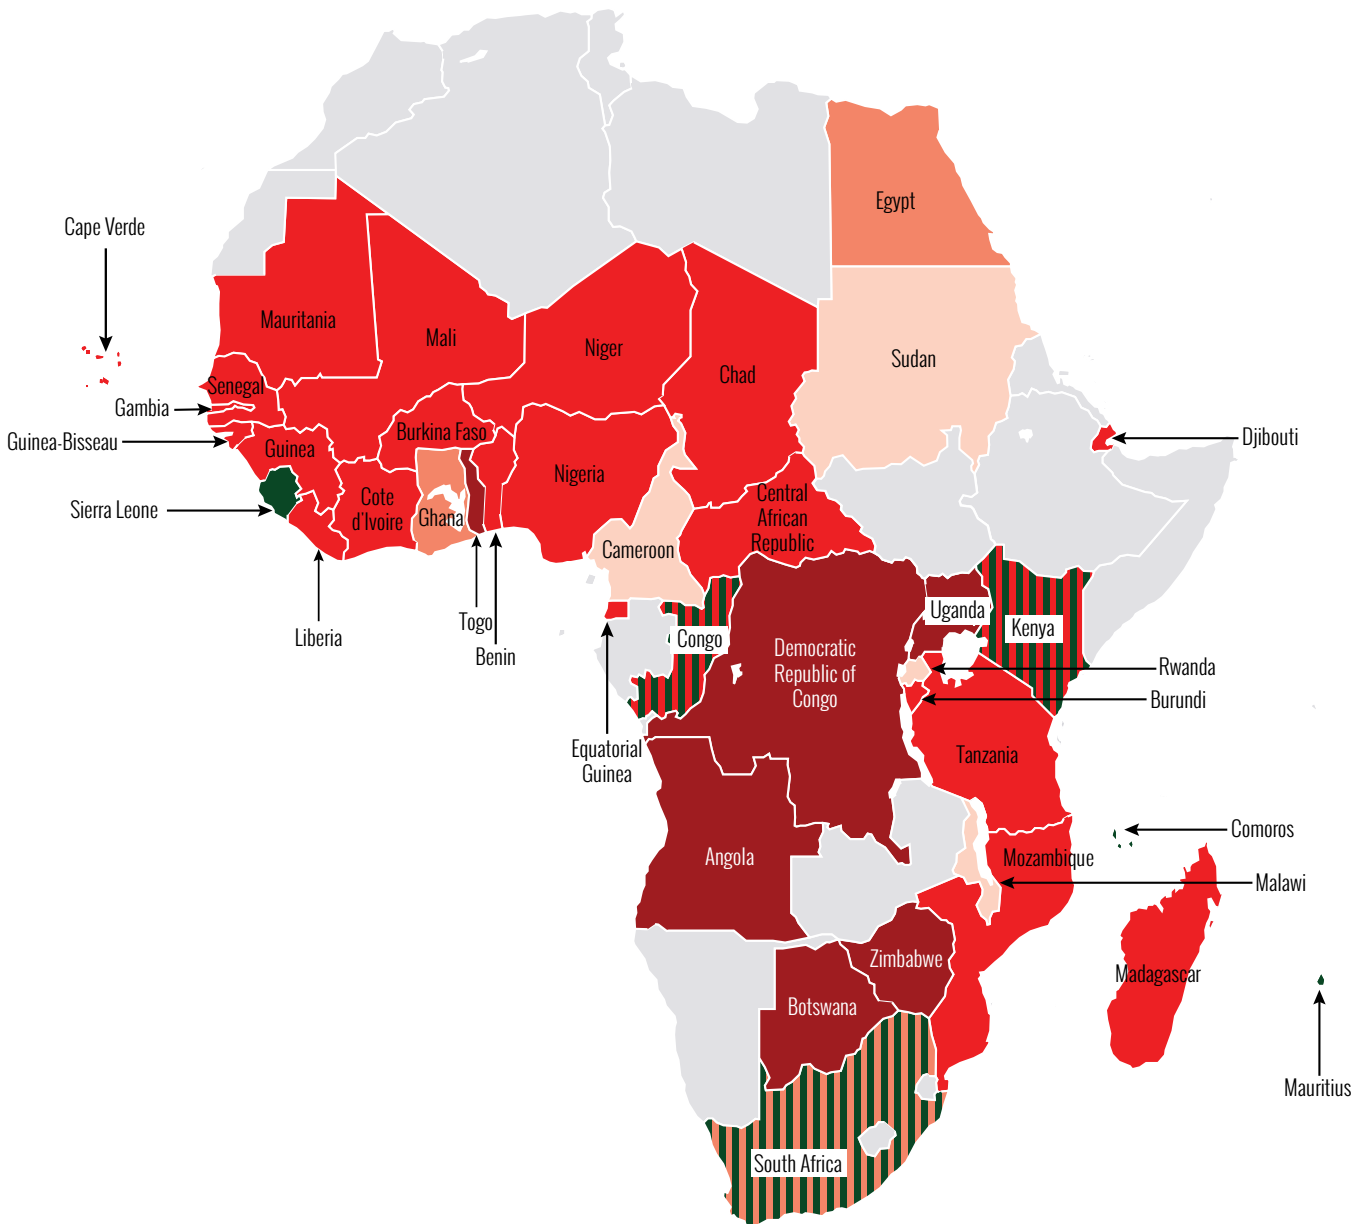 Egypt
Cape Verde
Mauritania
Mali
Niger
Sudan
Chad
Senegal
Gambia
Guinea-Bisseau
Guinea
Burkina Faso
Djibouti
Nigeria
Sierra Leone
Cote
d'Ivoire
Ghana
Central
African
Republic
Cameroon
Liberia
Togo
Benin
Congo
Uganda
Kenya
Democratic
Republic of
Congo
Rwanda
Burundi
Equatorial
Guinea
Tanzania
Comoros
Angola
Mozambique
Malawi
Zimbabwe
Madagascar
Botswana
Mauritius
South Africa